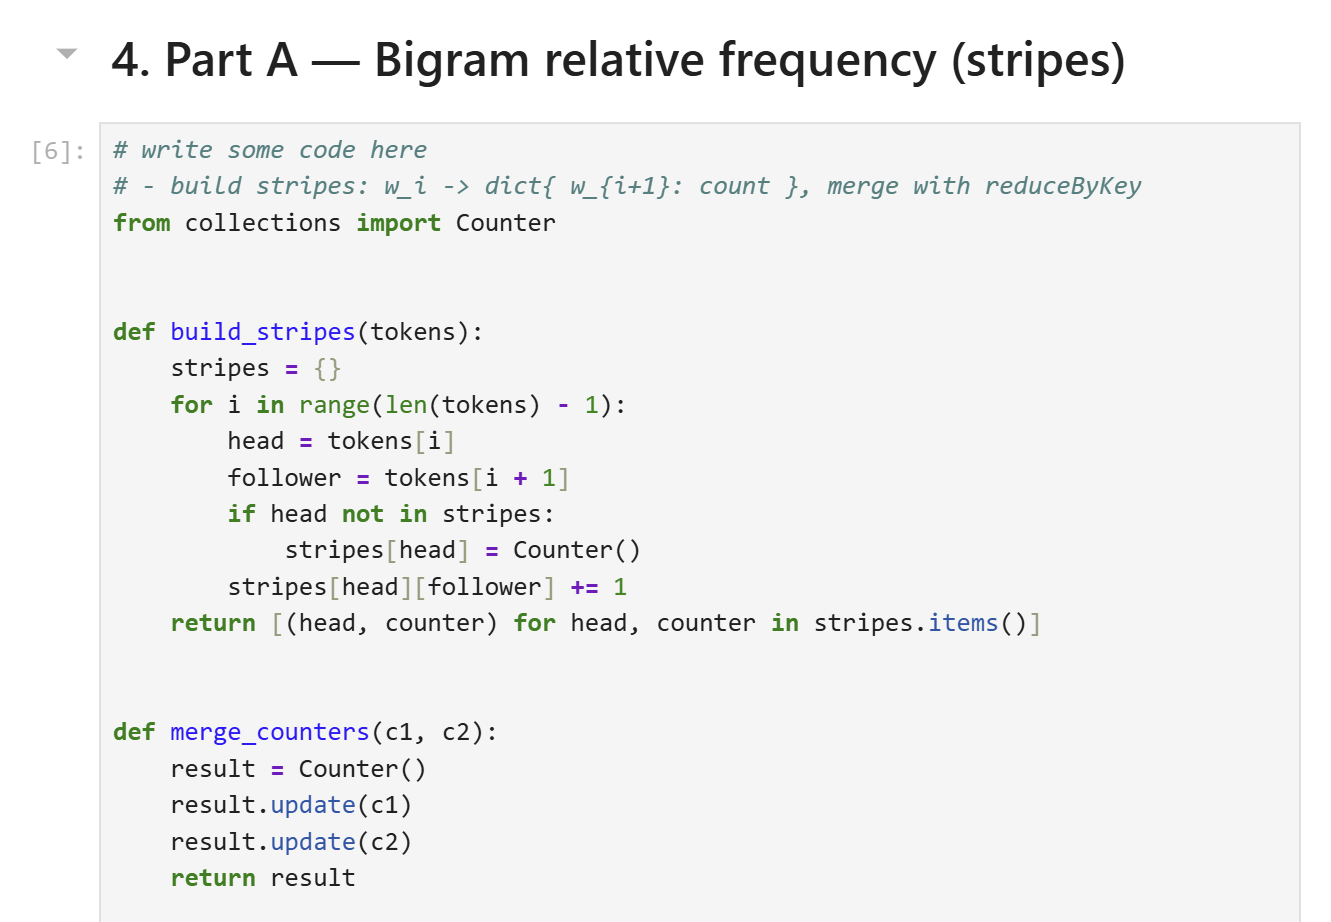 4. Part A — Bigram relative frequency (stripes)
[6]:
# write some code here
# - build stripes: w_i -> dict{ w_{i+1}: count }, merge with reduceByKey
from collections import Counter
def build_stripes(tokens):
    stripes = {}
    for i in range(len(tokens) - 1):
        head = tokens[i]
        follower = tokens[i + 1]
        if head not in stripes:
            stripes[head] = Counter()
        stripes[head][follower] += 1
    return [(head, counter) for head, counter in stripes.items()]
def merge_counters(c1, c2):
    result = Counter()
    result.update(c1)
    result.update(c2)
    return result